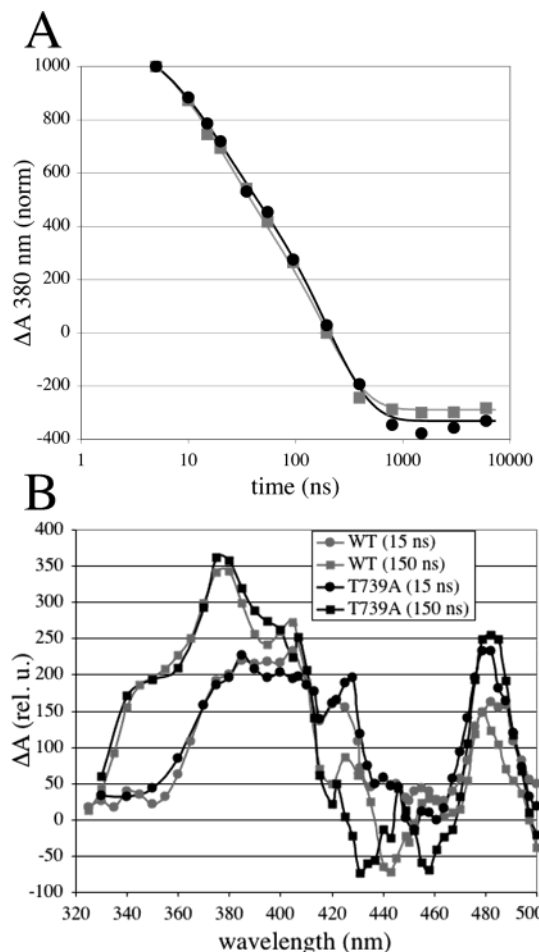 A
1000
800
600
400
200
0
-200
-400
ΔA 380 nm (norm)
1 10 100 1000 10000
time (ns)
B
400
350
300
250
200
150
100
50
0
-50
-100
ΔA (rel. u.)
WT (15 ns)
WT (150 ns)
T739A (15 ns)
T739A (150 ns)
320 340 360 380 400 420 440 460 480 500
wavelength (nm)